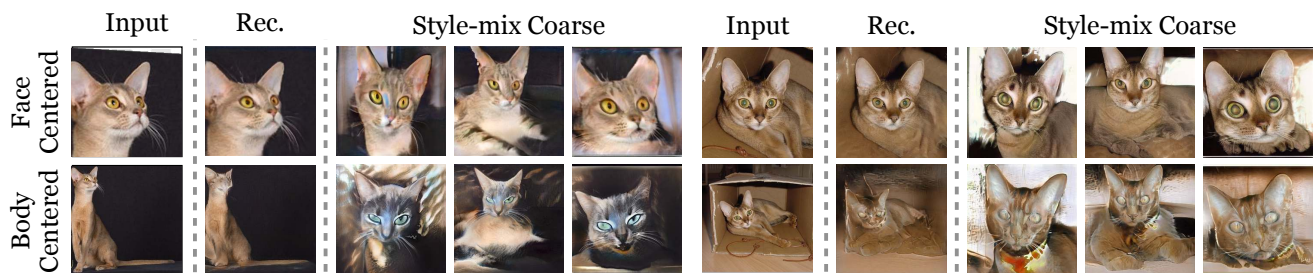 Input Rec. Style-mix Coarse Input Rec. Style-mix Coarse
Face
Centered
Body
Centered